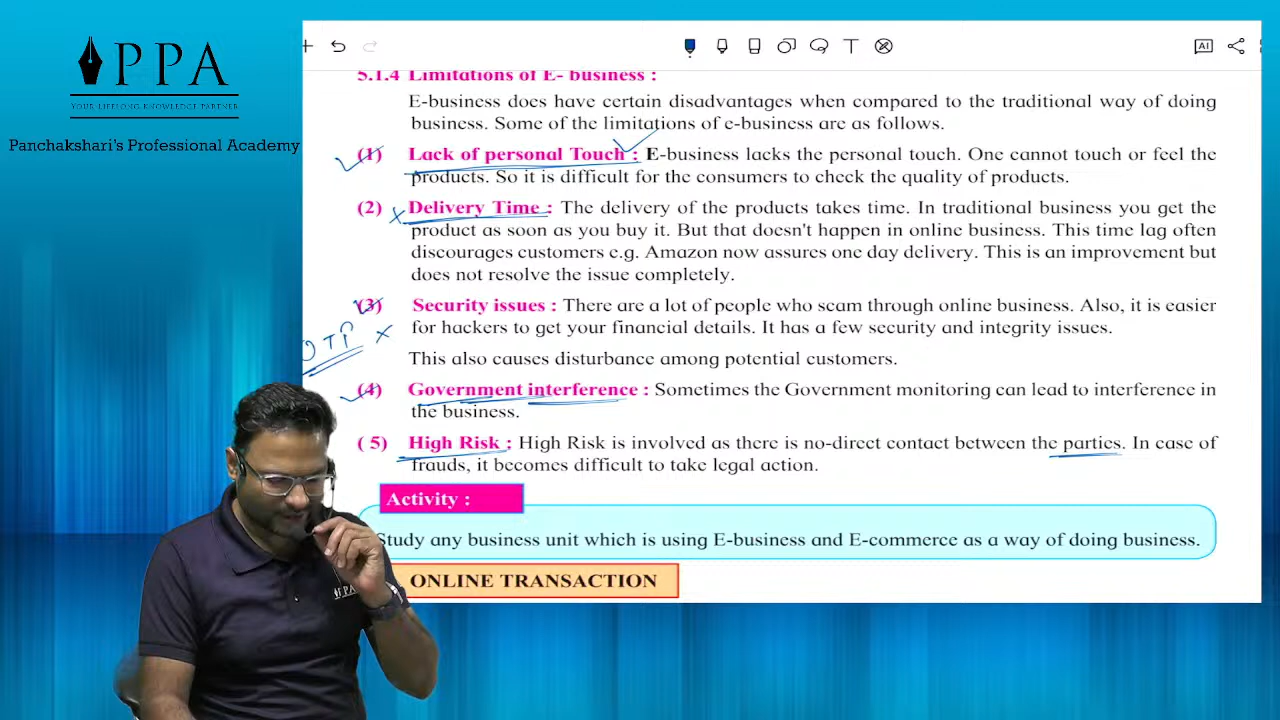 PPA
YOUR LIFELONG KNOWLEDGE PARTNER
Panchakshari's Professional Academy
AI
5.1.4 Limitations of E- business :
E-business does have certain disadvantages when compared to the traditional way of doing
business. Some of the limitations of e-business are as follows.
(1) Lack of personal Touch : E-business lacks the personal touch. One cannot touch or feel the
products. So it is difficult for the consumers to check the quality of products.
(2) Delivery Time : The delivery of the products takes time. In traditional business you get the
product as soon as you buy it. But that doesn't happen in online business. This time lag often
discourages customers e.g. Amazon now assures one day delivery. This is an improvement but
does not resolve the issue completely.
(3) Security issues : There are a lot of people who scam through online business. Also, it is easier
for hackers to get your financial details. It has a few security and integrity issues.
OTP
This also causes disturbance among potential customers.
(4) Government interference : Sometimes the Government monitoring can lead to interference in
the business.
( 5) High Risk : High Risk is involved as there is no-direct contact between the parties. In case of
frauds, it becomes difficult to take legal action.
Activity :
Study any business unit which is using E-business and E-commerce as a way of doing business.
ONLINE TRANSACTION